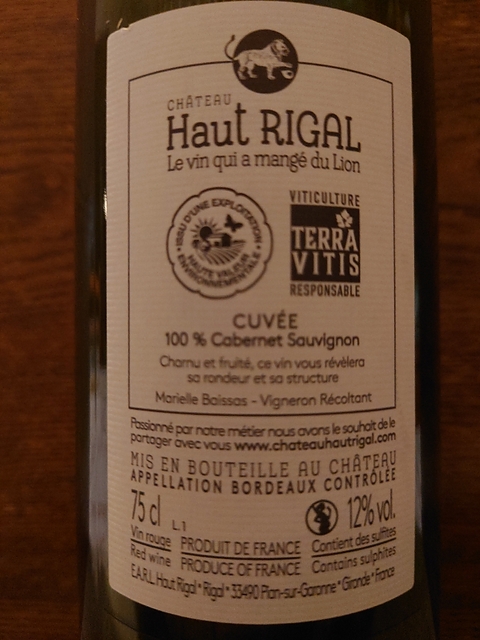 CHÂTEAU
Haut RIGAL
Le vin qui a mangé du Lion
ISSU D'UNE EXPLOITATION
HAUTE VALEUR
ENVIRONNEMENTALE
VITICULTURE
TERRA
VITIS
RESPONSABLE
CUVÉE
100 % Cabernet Sauvignon
Charnu et fruité, ce vin vous révèlera
sa rondeur et sa structure
Marielle Baissas - Vigneron Récoltant
Passionné par notre métier nous avons le souhait de le
partager avec vous www.chateauhautrigal.com
MIS EN BOUTEILLE AU CHÂTEAU
APPELLATION BORDEAUX CONTRÔLÉE
75 cl L.1 12% vol.
Vin rouge PRODUIT DE FRANCE Contient des sulfites
Red wine PRODUCE OF FRANCE Contains sulphites
E.A.R.L. Haut Rigal * Rigal * 33490 Pian-sur-Garonne * Gironde * France